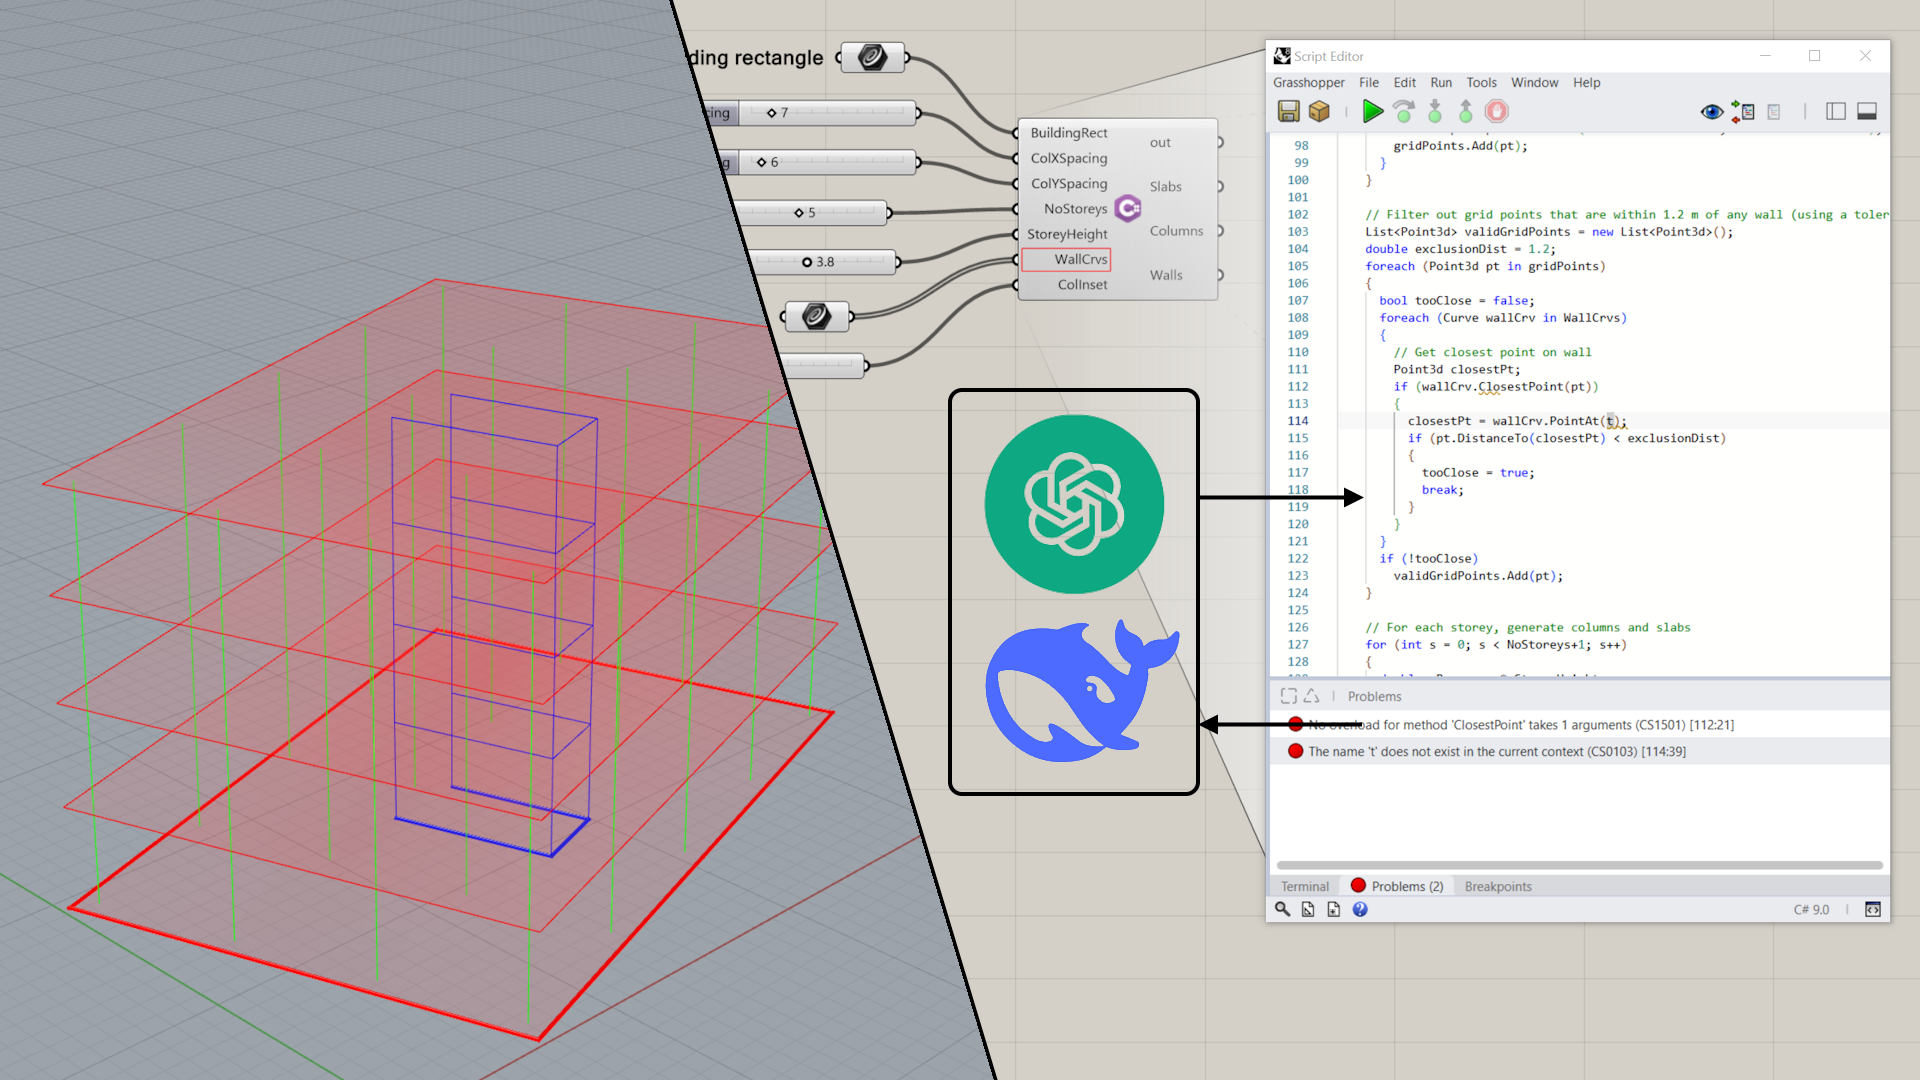 ding rectangle
cing
7
g
6
5
3.8
BuildingRect
ColXSpacing
ColYSpacing
NoStoreys
StoreyHeight
WallCrvs
ColInset
C#
out
Slabs
Columns
Walls
Script Editor
Grasshopper File Edit Run Tools Window Help
98 gridPoints.Add(pt);
99 }
100 }
101
102 // Filter out grid points that are within 1.2 m of any wall (using a toler
103 List<Point3d> validGridPoints = new List<Point3d>();
104 double exclusionDist = 1.2;
105 foreach (Point3d pt in gridPoints)
106 {
107 bool tooClose = false;
108 foreach (Curve wallCrv in WallCrvs)
109 {
110 // Get closest point on wall
111 Point3d closestPt;
112 if (wallCrv.ClosestPoint(pt))
113 {
114 closestPt = wallCrv.PointAt(t);
115 if (pt.DistanceTo(closestPt) < exclusionDist)
116 {
117 tooClose = true;
118 break;
119 }
120 }
121 }
122 if (!tooClose)
123 validGridPoints.Add(pt);
124 }
125
126 // For each storey, generate columns and slabs
127 for (int s = 0; s < NoStoreys+1; s++)
128 {
Problems
No overload for method 'ClosestPoint' takes 1 arguments (CS1501) [112:21]
The name 't' does not exist in the current context (CS0103) [114:39]
Terminal Problems (2) Breakpoints
C# 9.0